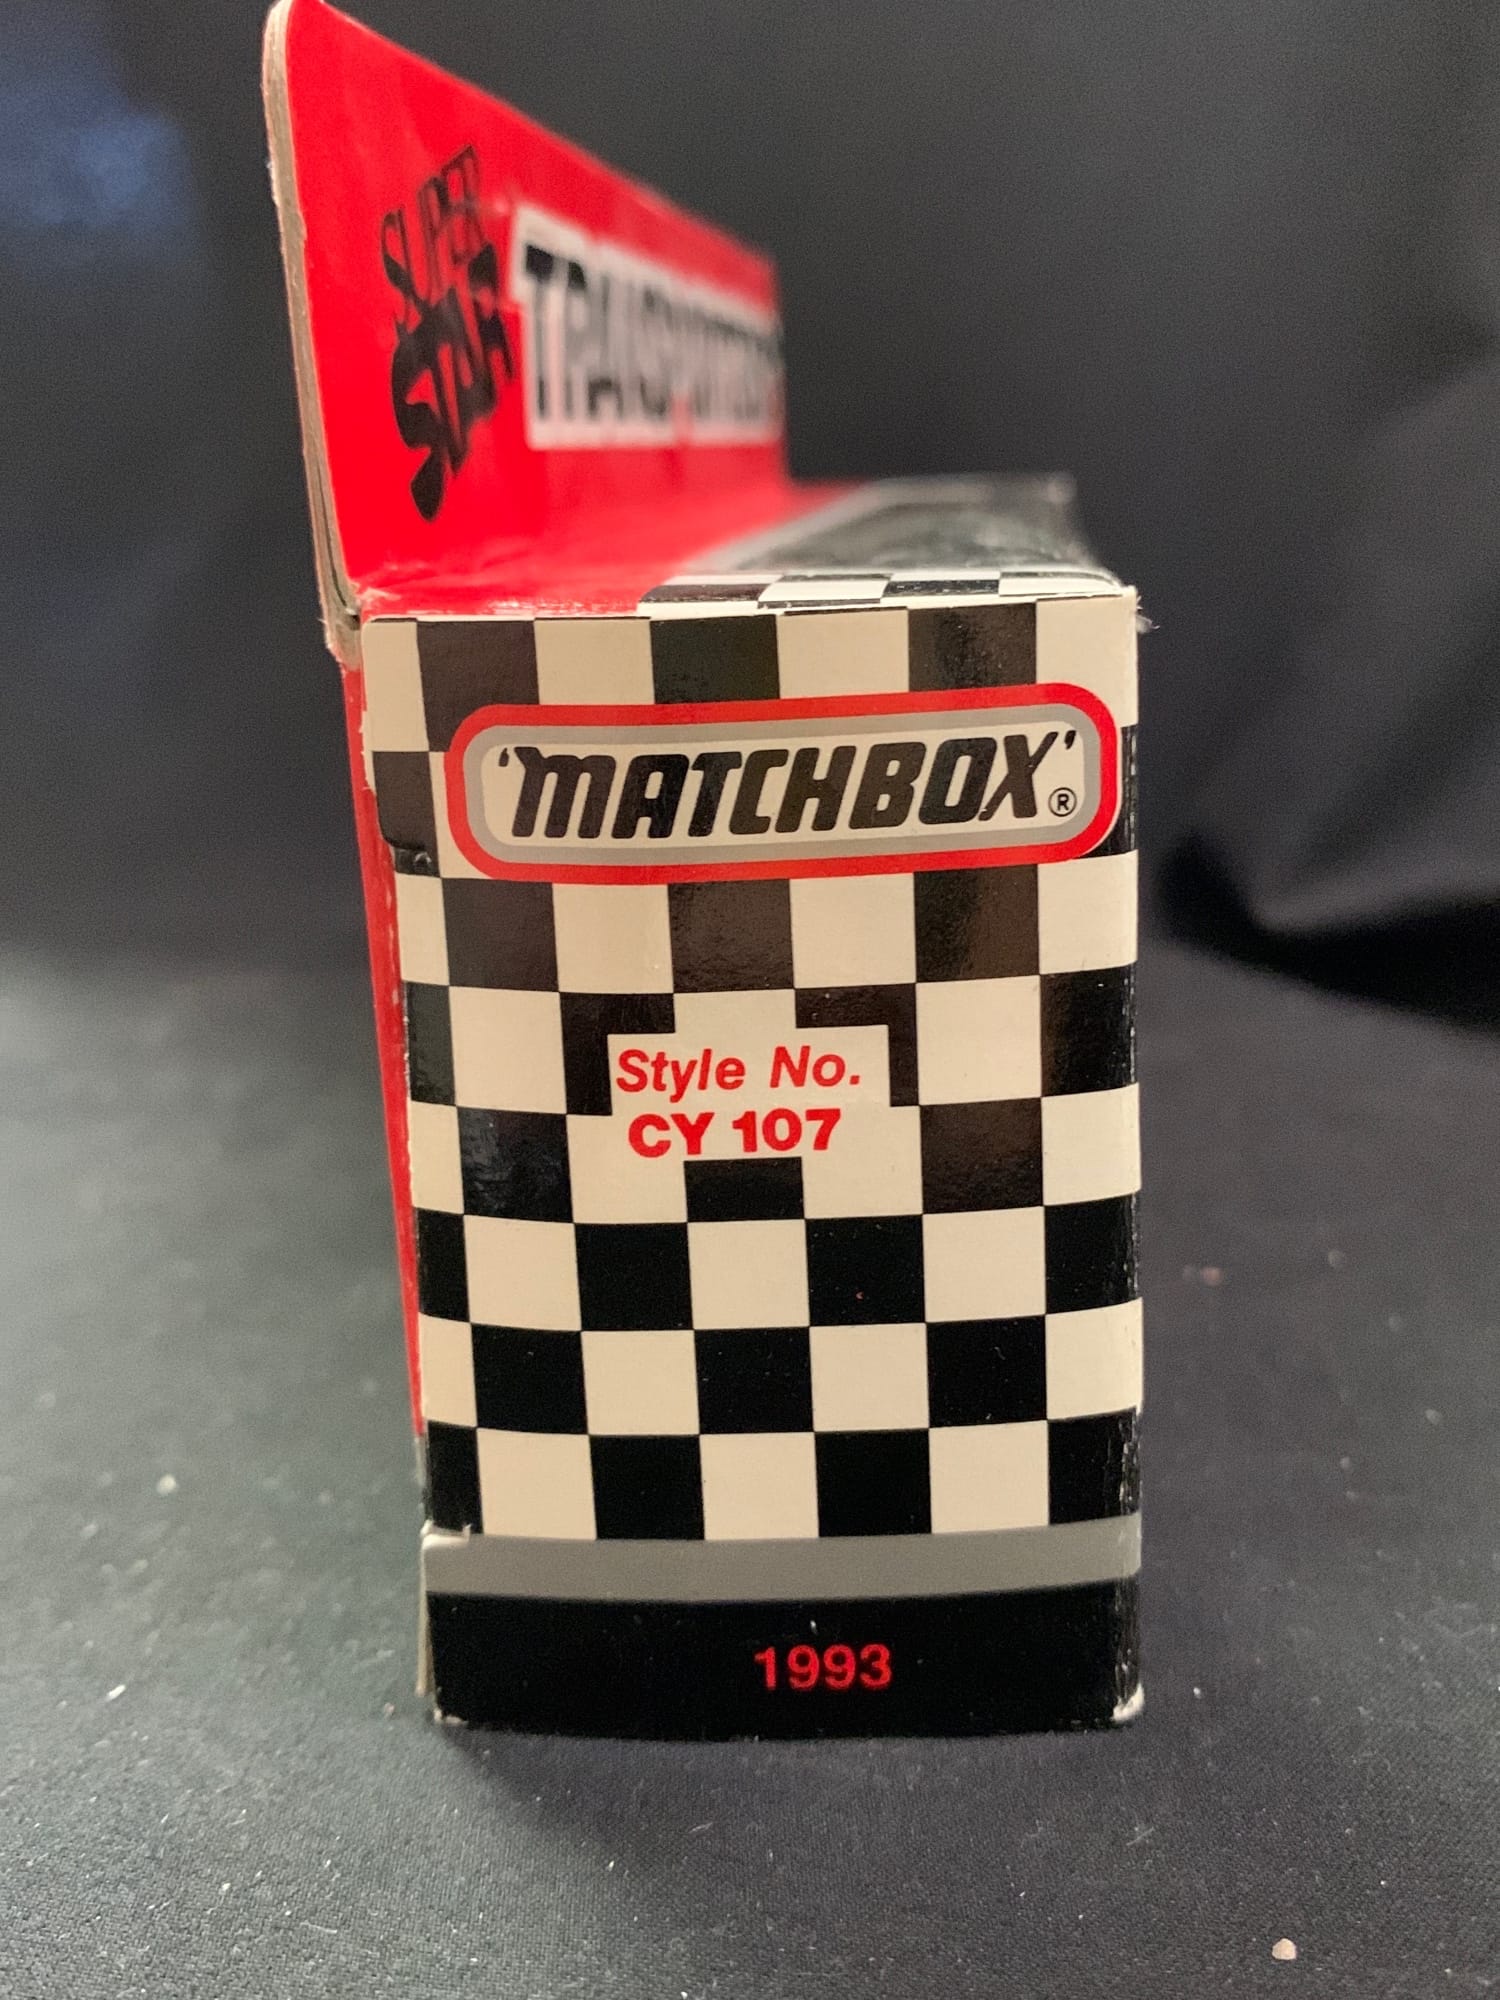 SUPER
STAR
TRANSPORTERS
'MATCHBOX'®
Style No.
CY 107
1993